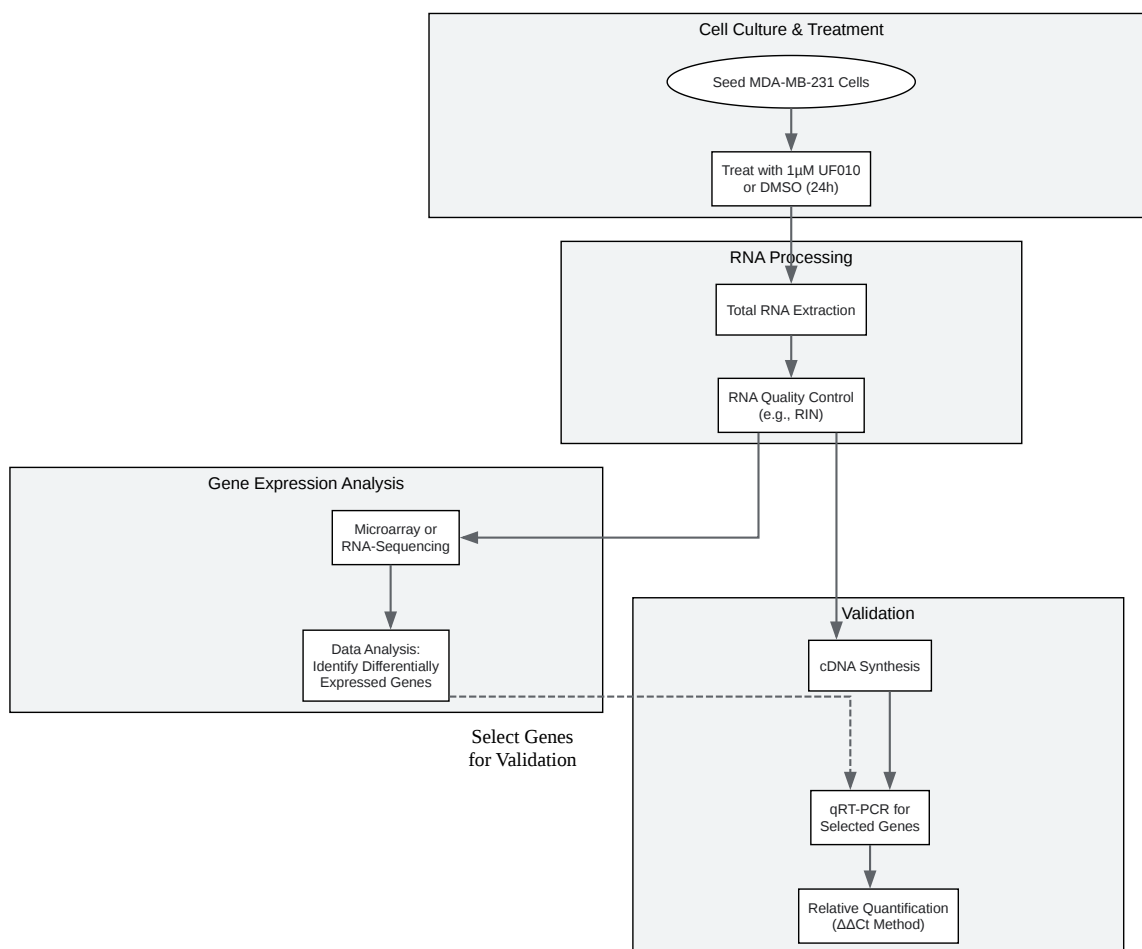 Cell Culture & Treatment
Seed MDA-MB-231 Cells
Treat with 1µM UF010
or DMSO (24h)
RNA Processing
Total RNA Extraction
RNA Quality Control
(e.g., RIN)
Gene Expression Analysis
Microarray or
RNA-Sequencing
Data Analysis:
Identify Differentially
Expressed Genes
Select Genes
for Validation
Validation
cDNA Synthesis
qRT-PCR for
Selected Genes
Relative Quantification
(ΔΔCt Method)